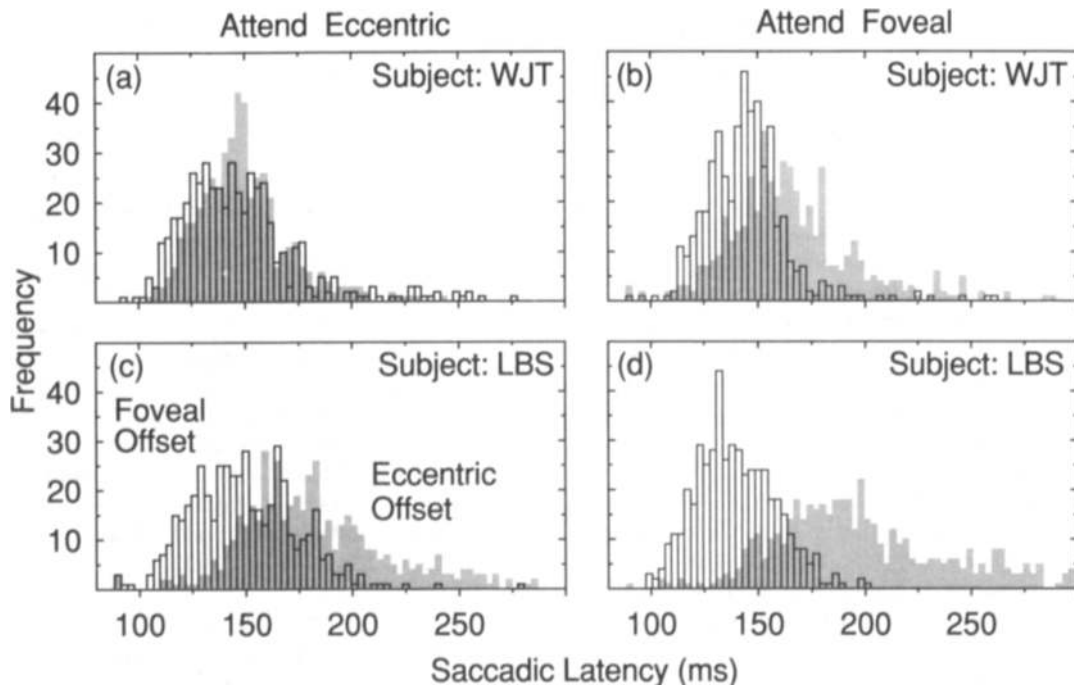 Attend Eccentric
Attend Foveal
(a)
Subject: WJT
(b)
Subject: WJT
40
30
20
10
Frequency
(c)
Subject: LBS
(d)
Subject: LBS
Foveal
Offset
Eccentric
Offset
40
30
20
10
100 150 200 250
100 150 200 250
Saccadic Latency (ms)